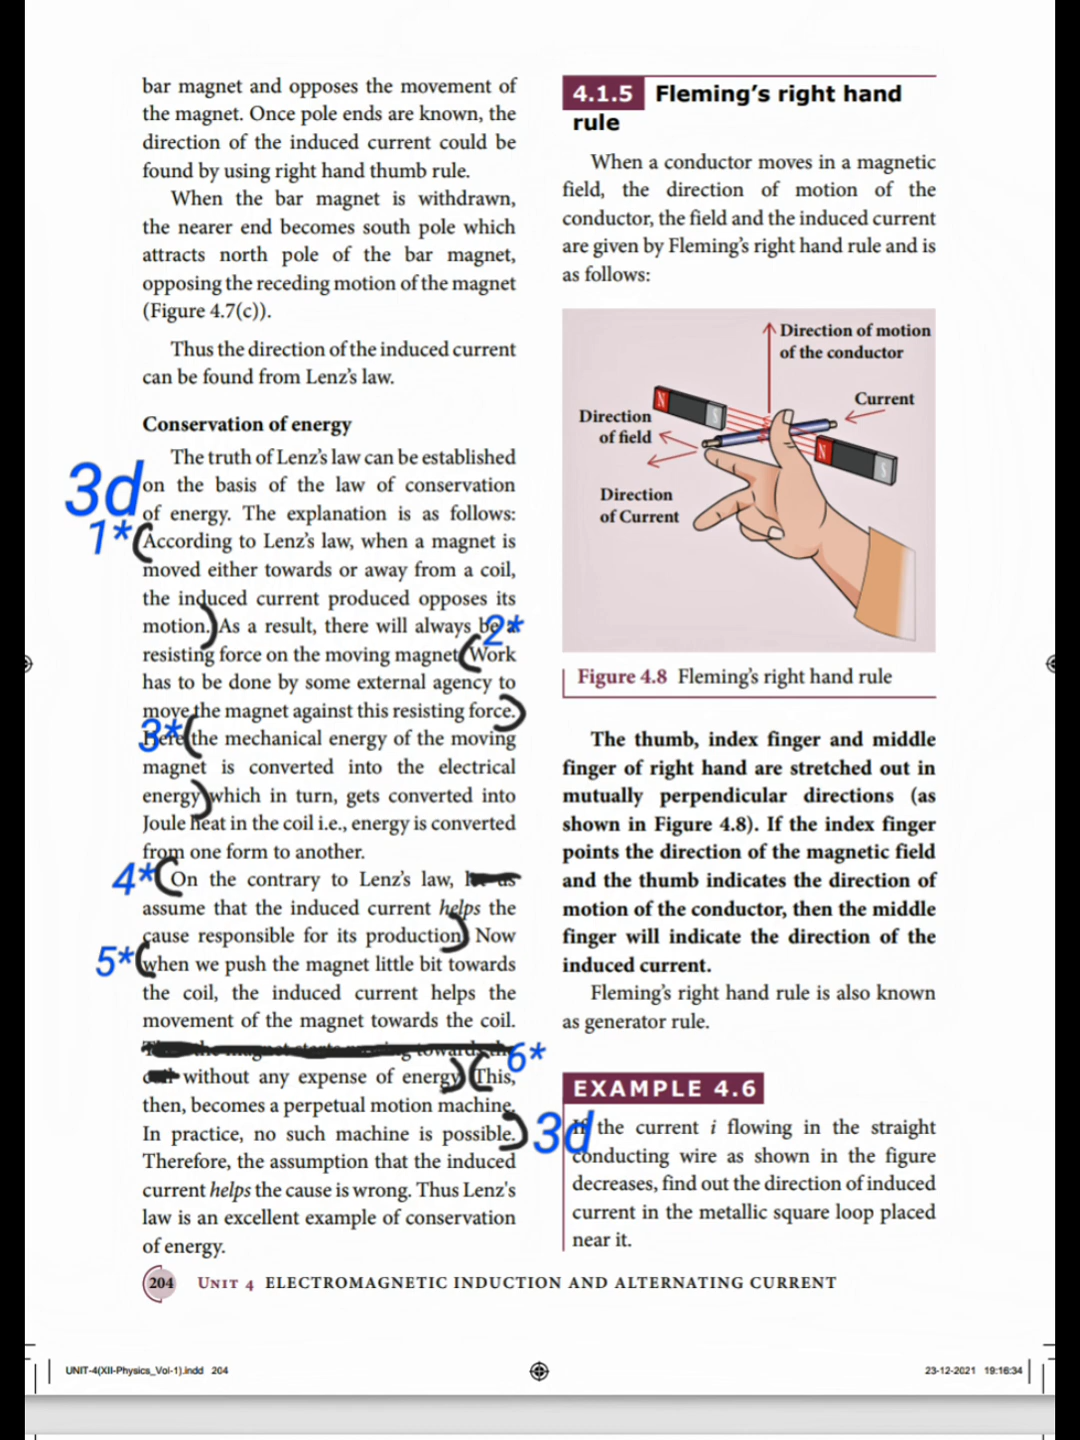 bar magnet and opposes the movement of
the magnet. Once pole ends are known, the
direction of the induced current could be
found by using right hand thumb rule.
When the bar magnet is withdrawn,
the nearer end becomes south pole which
attracts north pole of the bar magnet,
opposing the receding motion of the magnet
(Figure 4.7(c)).
Thus the direction of the induced current
can be found from Lenz's law.
Conservation of energy
The truth of Lenz's law can be established
3d on the basis of the law of conservation
of energy. The explanation is as follows:
1* (According to Lenz's law, when a magnet is
moved either towards or away from a coil,
the induced current produced opposes its
motion.) As a result, there will always be a 2*
resisting force on the moving magnet. (Work
has to be done by some external agency to
move the magnet against this resisting force.)
3* Here (the mechanical energy of the moving
magnet is converted into the electrical
energy) which in turn, gets converted into
Joule heat in the coil i.e., energy is converted
from one form to another.
4* (On the contrary to Lenz's law,
assume that the induced current helps the
cause responsible for its production) Now
5* (when we push the magnet little bit towards
the coil, the induced current helps the
movement of the magnet towards the coil.
6*
without any expense of energy) (This,
then, becomes a perpetual motion machine.
In practice, no such machine is possible.) 3d
Therefore, the assumption that the induced
current helps the cause is wrong. Thus Lenz's
law is an excellent example of conservation
of energy.
4.1.5 Fleming's right hand
rule
When a conductor moves in a magnetic
field, the direction of motion of the
conductor, the field and the induced current
are given by Fleming's right hand rule and is
as follows:
Direction of motion
of the conductor
N
S
Current
Direction
of field
N
S
Direction
of Current
Figure 4.8 Fleming's right hand rule
The thumb, index finger and middle
finger of right hand are stretched out in
mutually perpendicular directions (as
shown in Figure 4.8). If the index finger
points the direction of the magnetic field
and the thumb indicates the direction of
motion of the conductor, then the middle
finger will indicate the direction of the
induced current.
Fleming's right hand rule is also known
as generator rule.
EXAMPLE 4.6
If the current i flowing in the straight
conducting wire as shown in the figure
decreases, find out the direction of induced
current in the metallic square loop placed
near it.
204 UNIT 4 ELECTROMAGNETIC INDUCTION AND ALTERNATING CURRENT
UNIT-4(XII-Physics_Vol-1).indd 204
23-12-2021 19:16:34